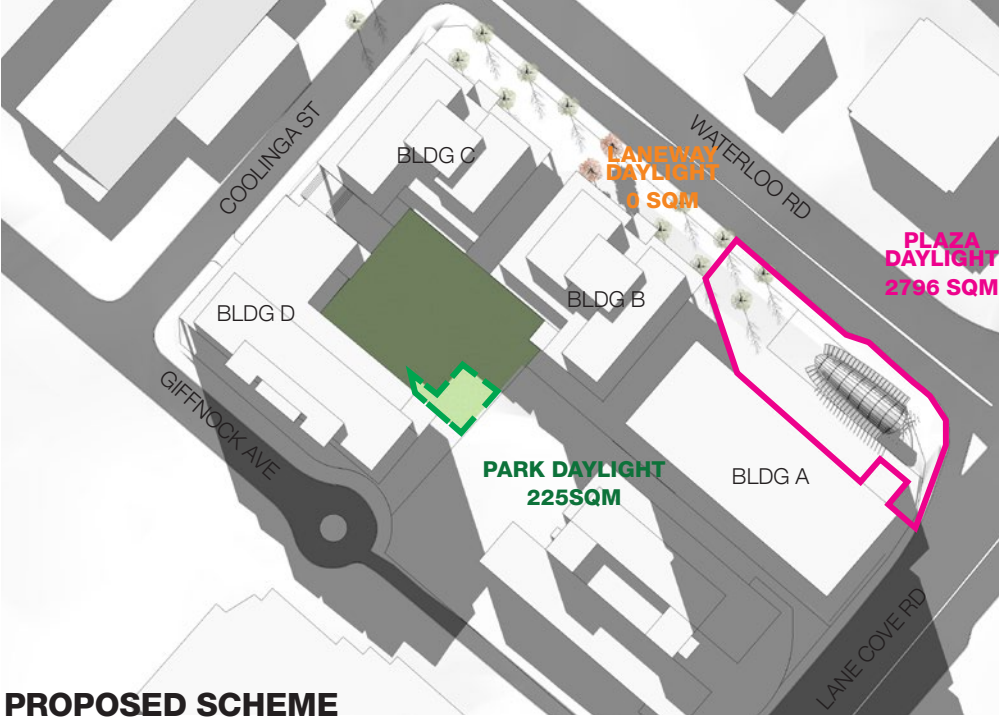 COOLINGA ST
WATERLOO RD
BLDG C
LANEWAY
DAYLIGHT
0 SQM
PLAZA
DAYLIGHT
2796 SQM
BLDG B
BLDG D
GIFFNOCK AVE
PARK DAYLIGHT
225SQM
BLDG A
LANE COVE RD
PROPOSED SCHEME